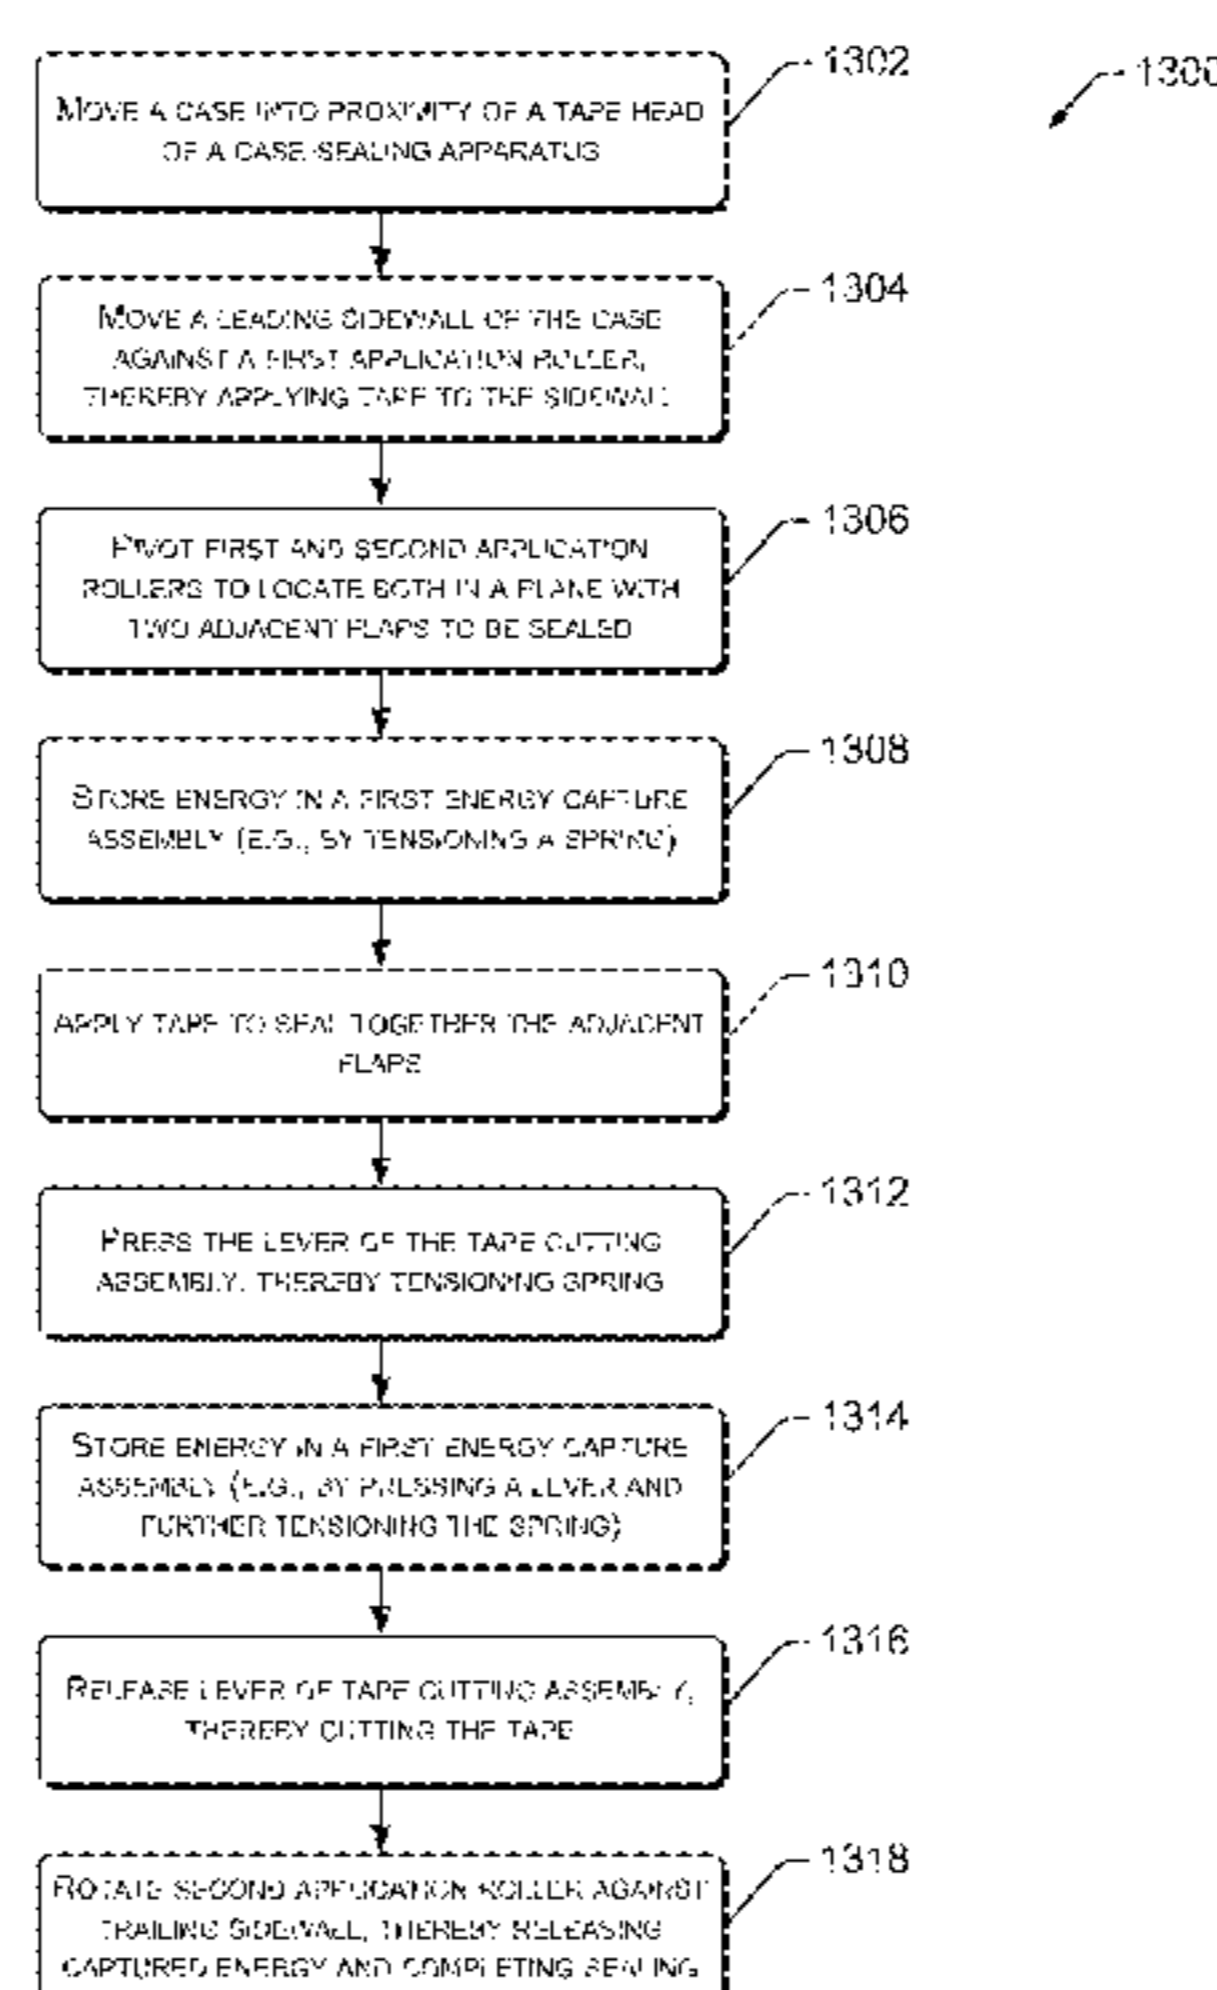 1300
1302
MOVE A CASE INTO PROXIMITY OF A TAPE HEAD
OF A CASE-SEALING APPARATUS
1304
MOVE A LEADING SIDEWALL OF THE CASE
AGAINST A FIRST APPLICATION ROLLER,
THEREBY APPLYING TAPE TO THE SIDEWALL
1306
PIVOT FIRST AND SECOND APPLICATION
ROLLERS TO LOCATE BOTH IN A PLANE WITH
TWO ADJACENT FLAPS TO BE SEALED
1308
STORE ENERGY IN A FIRST ENERGY CAPTURE
ASSEMBLY (E.G., BY TENSIONING A SPRING)
1310
APPLY TAPE TO SEAL TOGETHER THE ADJACENT
FLAPS
1312
PRESS THE LEVER OF THE TAPE CUTTING
ASSEMBLY, THEREBY TENSIONING SPRING
1314
STORE ENERGY IN A FIRST ENERGY CAPTURE
ASSEMBLY (E.G., BY PRESSING A LEVER AND
FURTHER TENSIONING THE SPRING)
1316
RELEASE LEVER OF TAPE CUTTING ASSEMBLY,
THEREBY CUTTING THE TAPE
1318
ROTATE SECOND APPLICATION ROLLER AGAINST
TRAILING SIDEWALL, THEREBY RELEASING
CAPTURED ENERGY AND COMPLETING SEALING